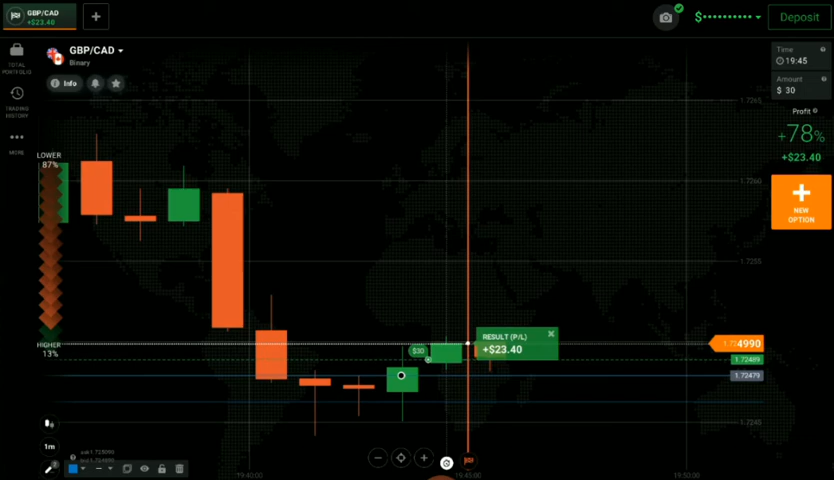 GBP/CAD
+$23.40
+
$••••••••••
Deposit
TOTAL
PORTFOLIO
TRADING
HISTORY
MORE
GBP/CAD
Binary
Info
LOWER
87%
HIGHER
13%
$30
RESULT (P/L)
+$23.40
1.7265
1.7260
1.7255
1.724990
1.72489
1.72479
1.7245
Time
19:45
Amount
$ 30
Profit
+78%
+$23.40
NEW
OPTION
1m
19:40:00
19:45:00
19:50:00